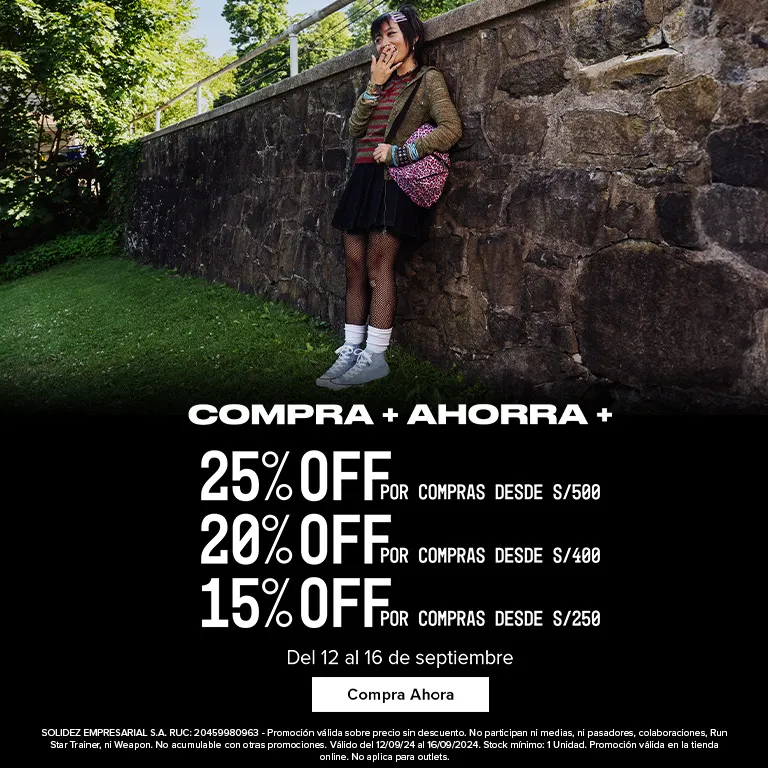 COMPRA + AHORRA +
25% OFF POR COMPRAS DESDE S/500
20% OFF POR COMPRAS DESDE S/400
15% OFF POR COMPRAS DESDE S/250
Del 12 al 16 de septiembre
Compra Ahora
SOLIDEZ EMPRESARIAL S.A. RUC: 20459980963 - Promoción válida sobre precio sin descuento. No participan ni medias, ni pasadores, colaboraciones, Run
Star Trainer, ni Weapon. No acumulable con otras promociones. Válido del 12/09/24 al 16/09/2024. Stock mínimo: 1 Unidad. Promoción válida en la tienda
online. No aplica para outlets.